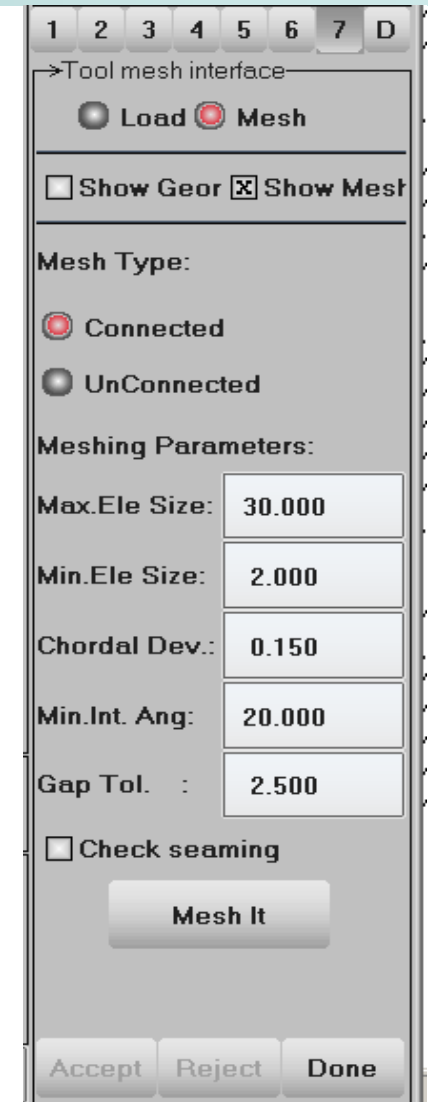 1 2 3 4 5 6 7 D
->Tool mesh interface
Load Mesh
Show Geor X Show Mesh
Mesh Type:
Connected
UnConnected
Meshing Parameters:
Max.Ele Size: 30.000
Min.Ele Size: 2.000
Chordal Dev.: 0.150
Min.Int. Ang: 20.000
Gap Tol. : 2.500
Check seaming
Mesh It
Accept Reject Done